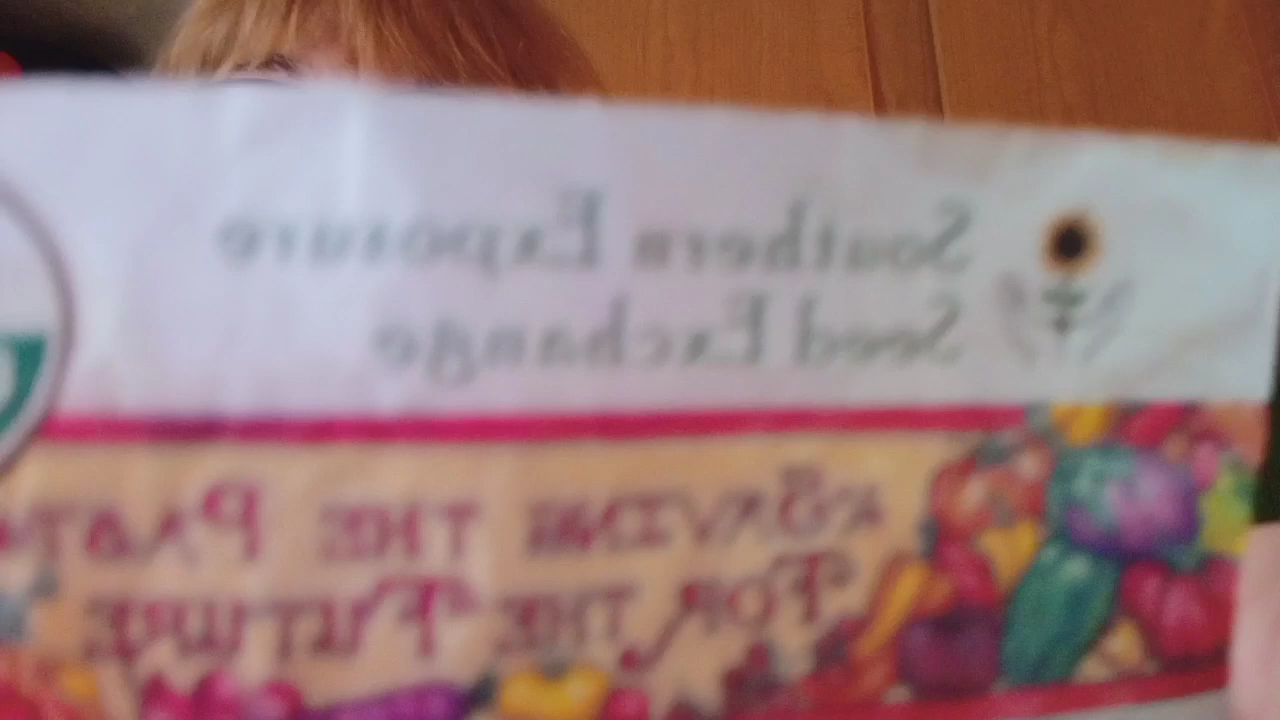 Southern Exposure
Seed Exchange
Saving the Past
For the Future